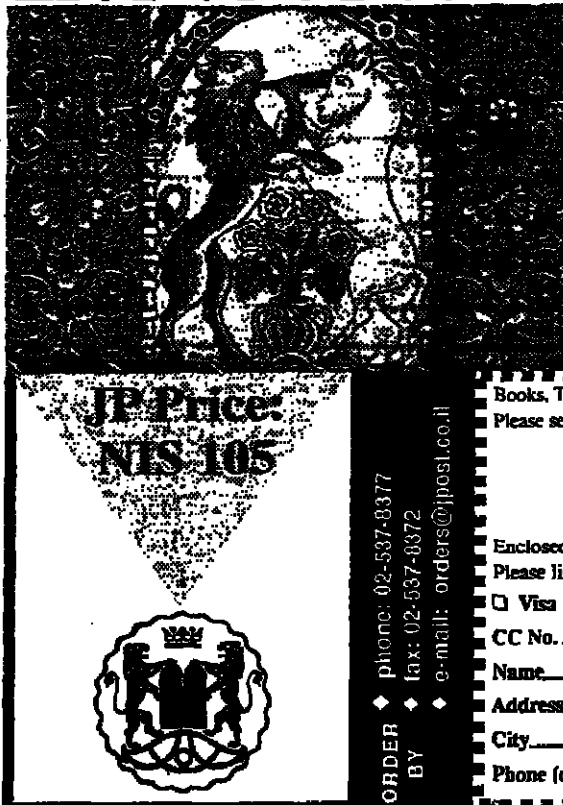 JP Price:
NIS 105
ORDER BY
phone: 02-537-8377
fax: 02-537-8372
e-mail: orders@jpost.co.il
Books, T
Please se
Enclosed
Please li
Visa
CC No.
Name
Address
City
Phone (d